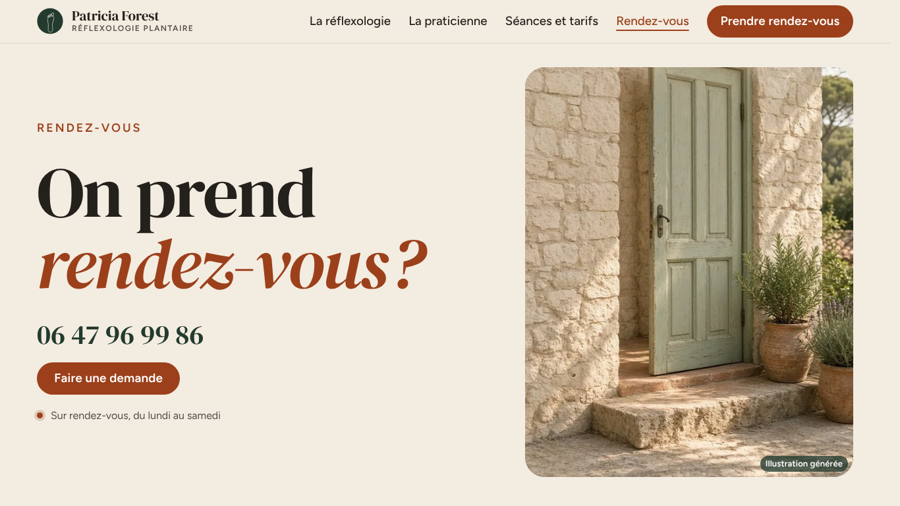 Patricia Forest
RÉFLEXOLOGIE PLANTAIRE
La réflexologie
La praticienne
Séances et tarifs
Rendez-vous
Prendre rendez-vous
RENDEZ-VOUS
On prend
rendez-vous ?
06 47 96 99 86
Faire une demande
Sur rendez-vous, du lundi au samedi
Illustration générée